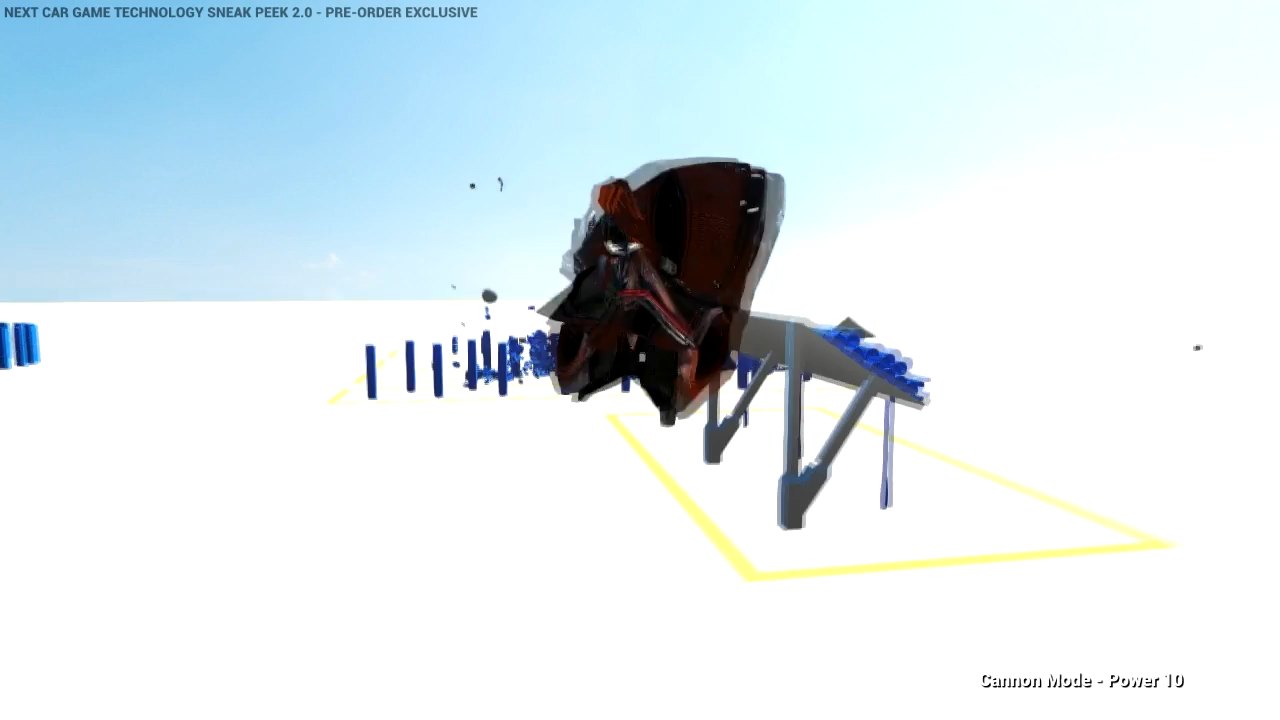 NEXT CAR GAME TECHNOLOGY SNEAK PEEK 2.0 - PRE-ORDER EXCLUSIVE
Cannon Mode - Power 10